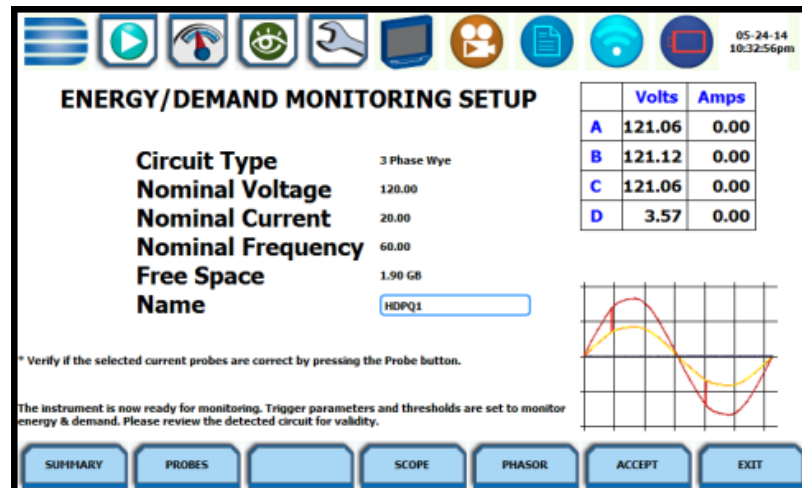 05-24-14
10:32:56pm
ENERGY/DEMAND MONITORING SETUP
Volts Amps
A 121.06 0.00
B 121.12 0.00
C 121.06 0.00
D 3.57 0.00
Circuit Type 3 Phase Wye
Nominal Voltage 120.00
Nominal Current 20.00
Nominal Frequency 60.00
Free Space 1.90 GB
Name HDPQ1
* Verify if the selected current probes are correct by pressing the Probe button.
The instrument is now ready for monitoring. Trigger parameters and thresholds are set to monitor
energy & demand. Please review the detected circuit for validity.
SUMMARY PROBES SCOPE PHASOR ACCEPT EXIT